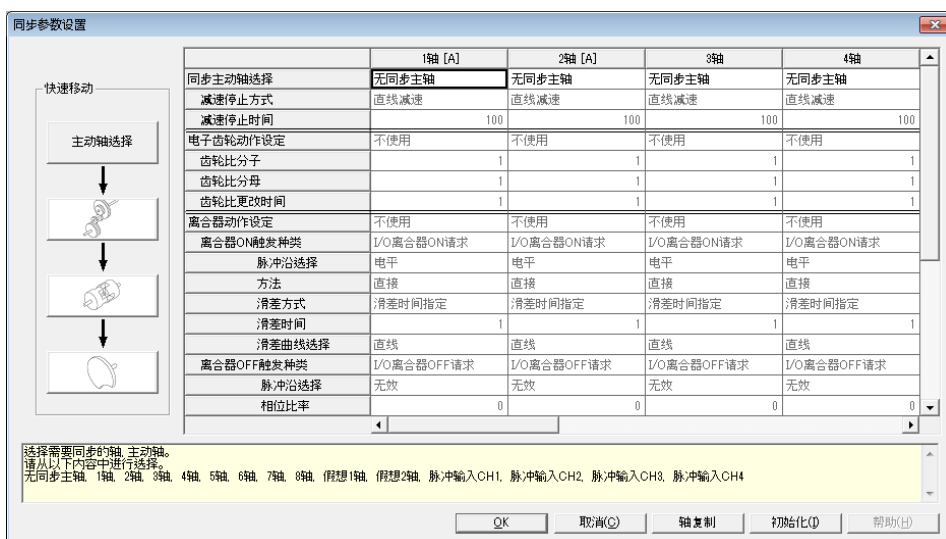 同步参数设置
快速移动
主动轴选择
1轴 [A] 2轴 [A] 3轴 4轴
同步主动轴选择 无同步主轴 无同步主轴 无同步主轴 无同步主轴
减速停止方式 直线减速 直线减速 直线减速 直线减速
减速停止时间 100 100 100 100
电子齿轮动作设定 不使用 不使用 不使用 不使用
齿轮比分子 1 1 1 1
齿轮比分母 1 1 1 1
齿轮比更改时间 1 1 1 1
离合器动作设定 不使用 不使用 不使用 不使用
离合器ON触发种类 I/O离合器ON请求 I/O离合器ON请求 I/O离合器ON请求 I/O离合器ON请求
脉冲沿选择 电平 电平 电平 电平
方法 直接 直接 直接 直接
滑差方式 滑差时间指定 滑差时间指定 滑差时间指定 滑差时间指定
滑差时间 1 1 1 1
滑差曲线选择 直线 直线 直线 直线
离合器OFF触发种类 I/O离合器OFF请求 I/O离合器OFF请求 I/O离合器OFF请求 I/O离合器OFF请求
脉冲沿选择 无效 无效 无效 无效
相位比率 0 0 0 0
选择需要同步的轴,主动轴。
请从以下内容中进行选择。
无同步主轴, 1轴, 2轴, 3轴, 4轴, 5轴, 6轴, 7轴, 8轴, 假想1轴, 假想2轴, 脉冲输入CH1, 脉冲输入CH2, 脉冲输入CH3, 脉冲输入CH4
OK 取消(C) 轴复制 初始化(I) 帮助(H)